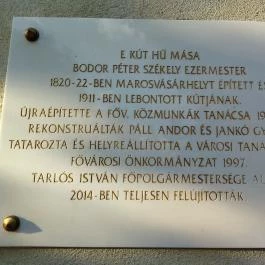 E KÚT HŰ MÁSA
BODOR PÉTER SZÉKELY EZERMESTER
1820-22-BEN MAROSVÁSÁRHELYT ÉPÍTETT ÉS
1911-BEN LEBONTOTT KÚTJÁNAK.
ÚJRAÉPÍTETTE A FŐV. KÖZMUNKÁK TANÁCSA
REKONSTRUÁLTÁK PÁLL ANDOR ÉS JANKÓ
TATAROZTA ÉS HELYREÁLLÍTOTTA A VÁROSI
FŐVÁROSI ÖNKORMÁNYZAT 1997.
TARLÓS ISTVÁN FŐPOLGÁRMESTERSÉGE
2014-BEN TELJESEN FELÚJÍTOTTÁK